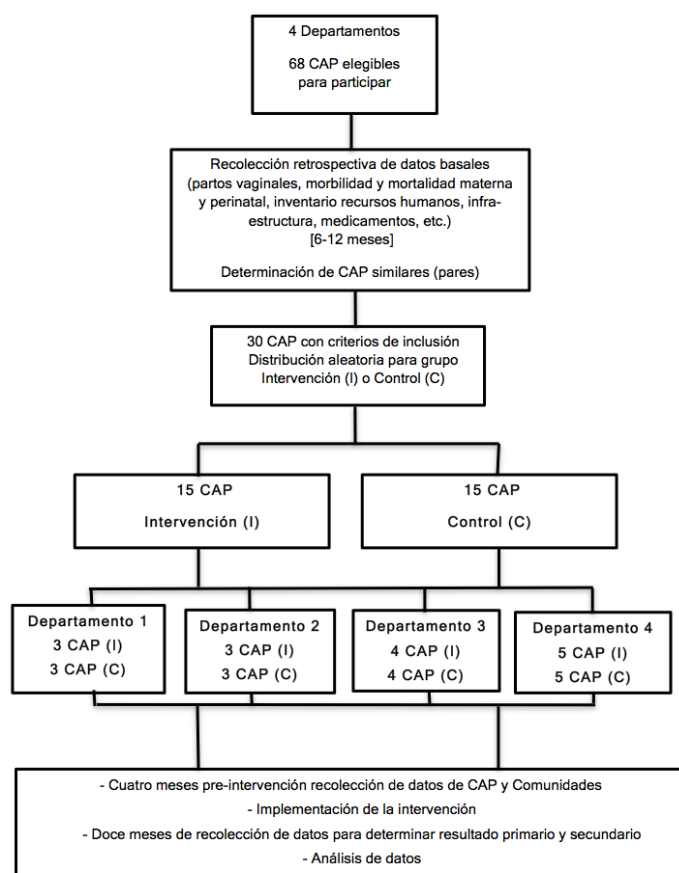 4 Departamentos
68 CAP elegibles
para participar
Recolección retrospectiva de datos basales
(partos vaginales, morbilidad y mortalidad materna
y perinatal, inventario recursos humanos, infra-
estructura, medicamentos, etc.)
[6-12 meses]
Determinación de CAP similares (pares)
30 CAP con criterios de inclusión
Distribución aleatoria para grupo
Intervención (I) o Control (C)
15 CAP
Intervención (I)
15 CAP
Control (C)
Departamento 1
3 CAP (I)
3 CAP (C)
Departamento 2
3 CAP (I)
3 CAP (C)
Departamento 3
4 CAP (I)
4 CAP (C)
Departamento 4
5 CAP (I)
5 CAP (C)
- Cuatro meses pre-intervención recolección de datos de CAP y Comunidades
- Implementación de la intervención
- Doce meses de recolección de datos para determinar resultado primario y secundario
- Análisis de datos